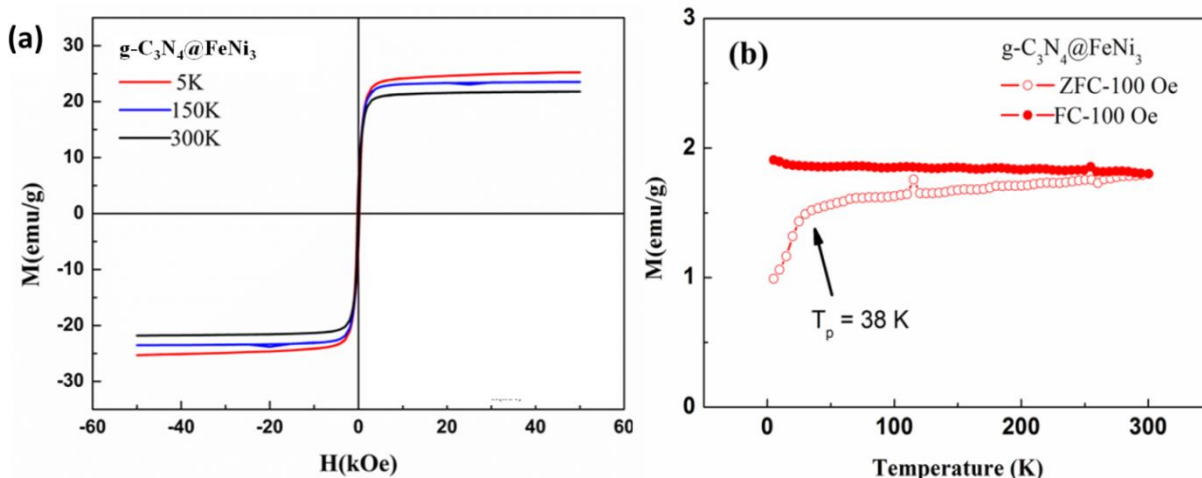 (a)
g-C₃N₄@FeNi₃
5K
150K
300K
M(emu/g)
30
20
10
0
-10
-20
-30
-60
-40
-20
0
20
40
60
H(kOe)
(b)
g-C₃N₄@FeNi₃
ZFC-100 Oe
FC-100 Oe
Tₚ = 38 K
M(emu/g)
3
2
1
0
0
100
200
300
Temperature (K)